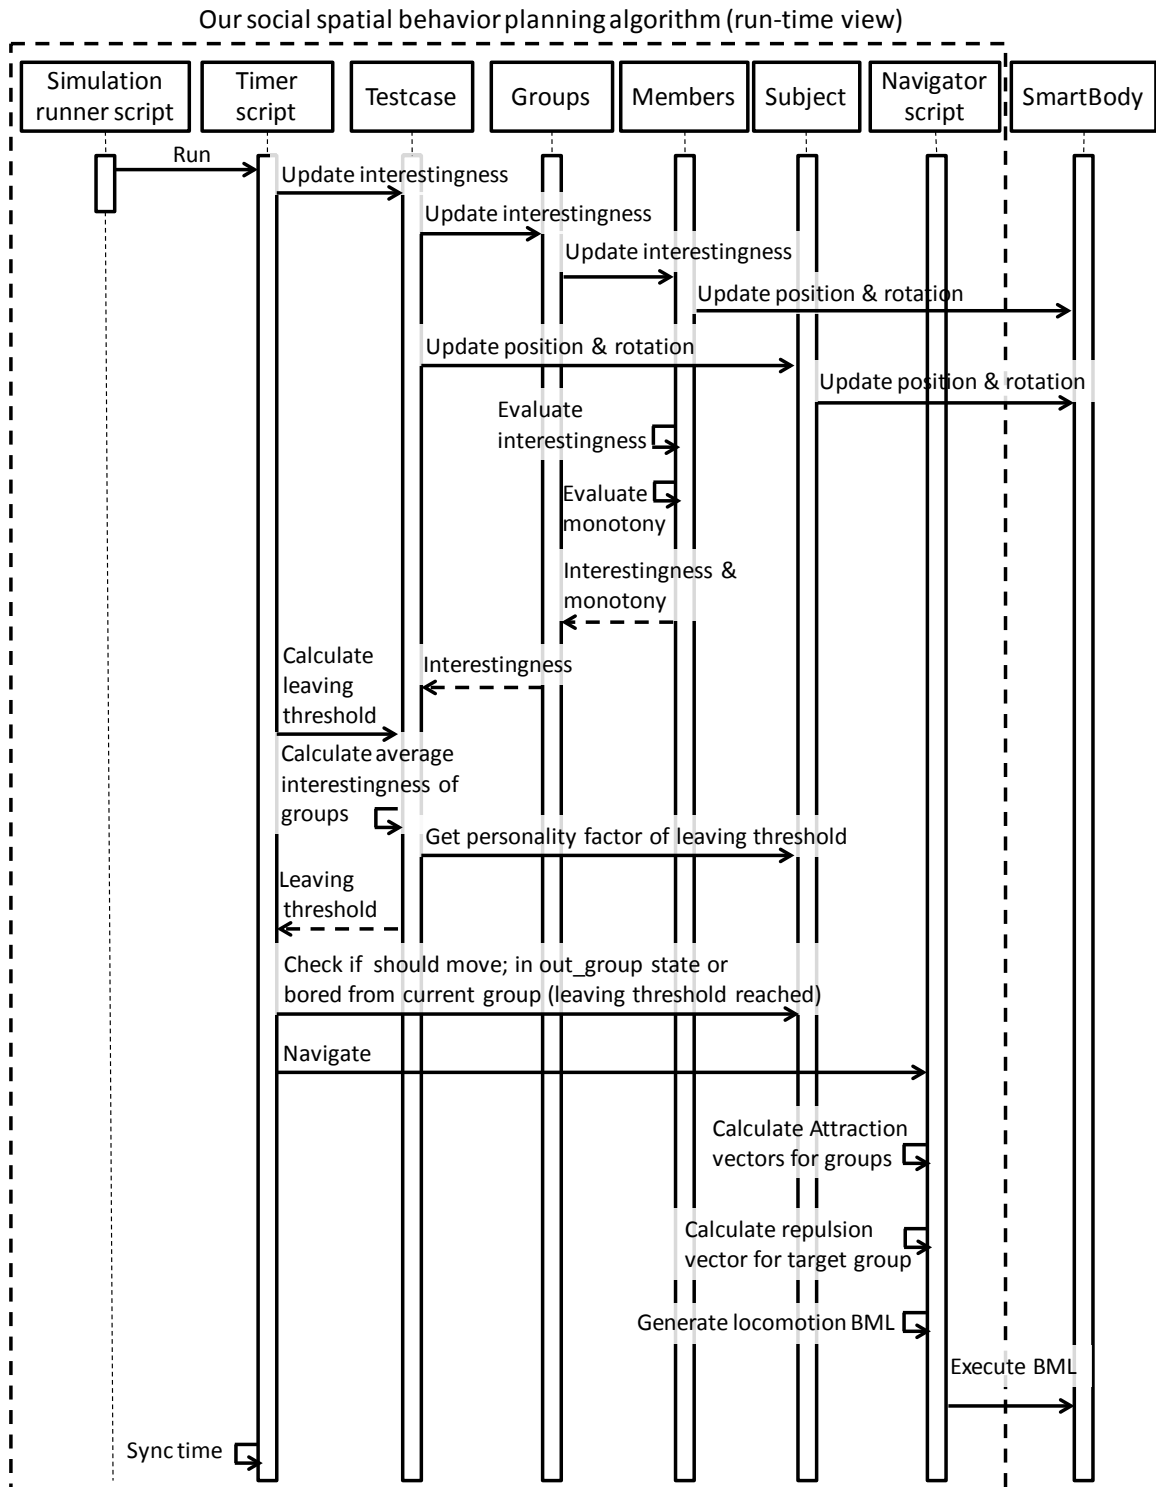 Our social spatial behavior planning algorithm (run-time view)
Simulation
runner script
Timer
script
Testcase
Groups
Members
Subject
Navigator
script
SmartBody
Run
Update interestingness
Update interestingness
Update interestingness
Update position & rotation
Update position & rotation
Update position & rotation
Evaluate
interestingness
Evaluate
monotony
Interestingness &
monotony
Calculate
leaving
threshold
Interestingness
Calculate average
interestingness of
groups
Get personality factor of leaving threshold
Leaving
threshold
Check if should move; in out_group state or
bored from current group (leaving threshold reached)
Navigate
Calculate Attraction
vectors for groups
Calculate repulsion
vector for target group
Generate locomotion BML
Execute BML
Sync time